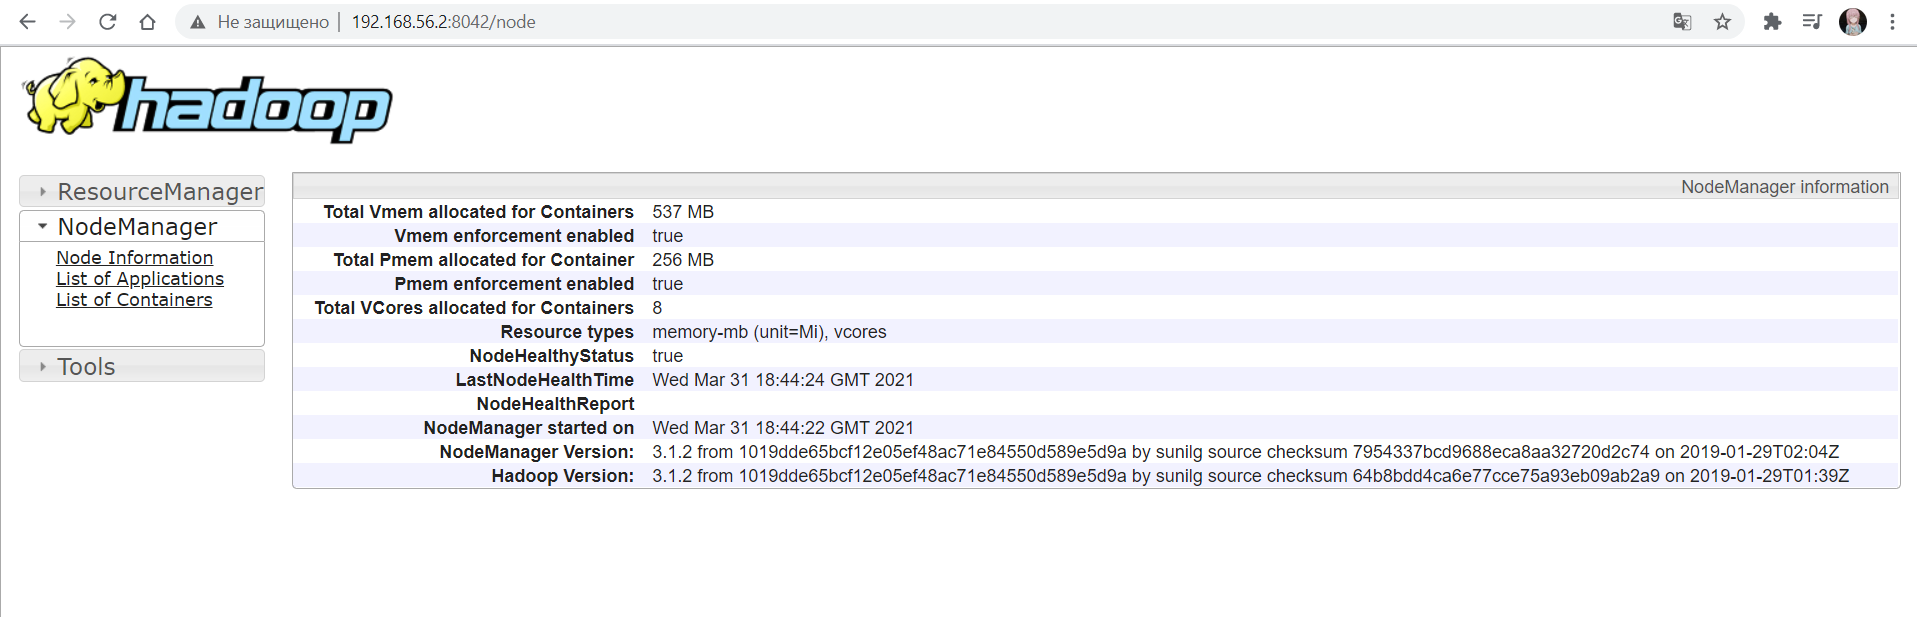 Не защищено | 192.168.56.2:8042/node
hadoop
ResourceManager
NodeManager
Node Information
List of Applications
List of Containers
Tools
NodeManager information
Total Vmem allocated for Containers 537 MB
Vmem enforcement enabled true
Total Pmem allocated for Container 256 MB
Pmem enforcement enabled true
Total VCores allocated for Containers 8
Resource types memory-mb (unit=Mi), vcores
NodeHealthyStatus true
LastNodeHealthTime Wed Mar 31 18:44:24 GMT 2021
NodeHealthReport
NodeManager started on Wed Mar 31 18:44:22 GMT 2021
NodeManager Version: 3.1.2 from 1019dde65bcf12e05ef48ac71e84550d589e5d9a by sunilg source checksum 7954337bcd9688eca8aa32720d2c74 on 2019-01-29T02:04Z
Hadoop Version: 3.1.2 from 1019dde65bcf12e05ef48ac71e84550d589e5d9a by sunilg source checksum 64b8bdd4ca6e77cce75a93eb09ab2a9 on 2019-01-29T01:39Z